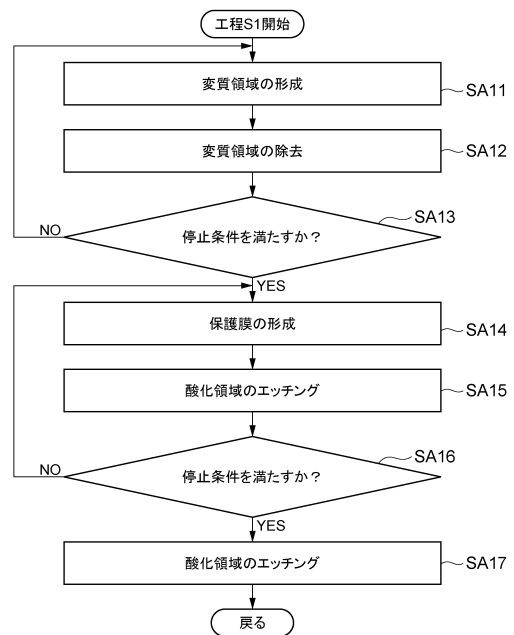 工程S1開始
変質領域の形成
SA11
変質領域の除去
SA12
停止条件を満たすか？
SA13
NO
YES
保護膜の形成
SA14
酸化領域のエッチング
SA15
停止条件を満たすか？
SA16
NO
YES
酸化領域のエッチング
SA17
戻る